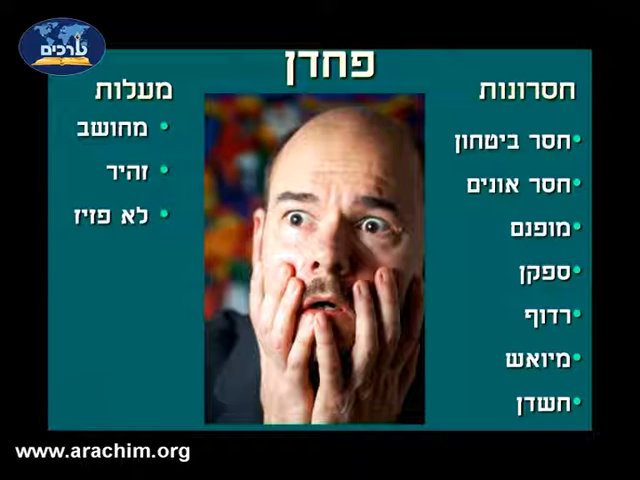 ערכים
פחדן
חסרונות
•חסר ביטחון
•חסר אונים
•מופנם
•ספקן
•רדוף
•מיואש
•חשדן
מעלות
• מחושב
• זהיר
• לא פזיז
www.arachim.org